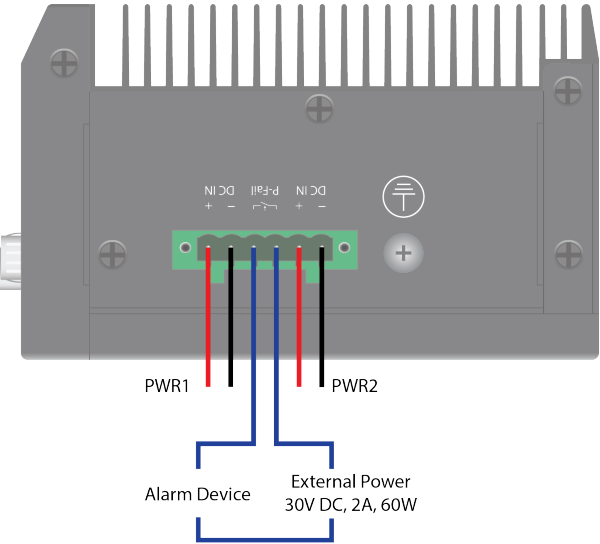 DC IN P-Fail DC IN
+ − + −
PWR1 PWR2
Alarm Device
External Power
30V DC, 2A, 60W